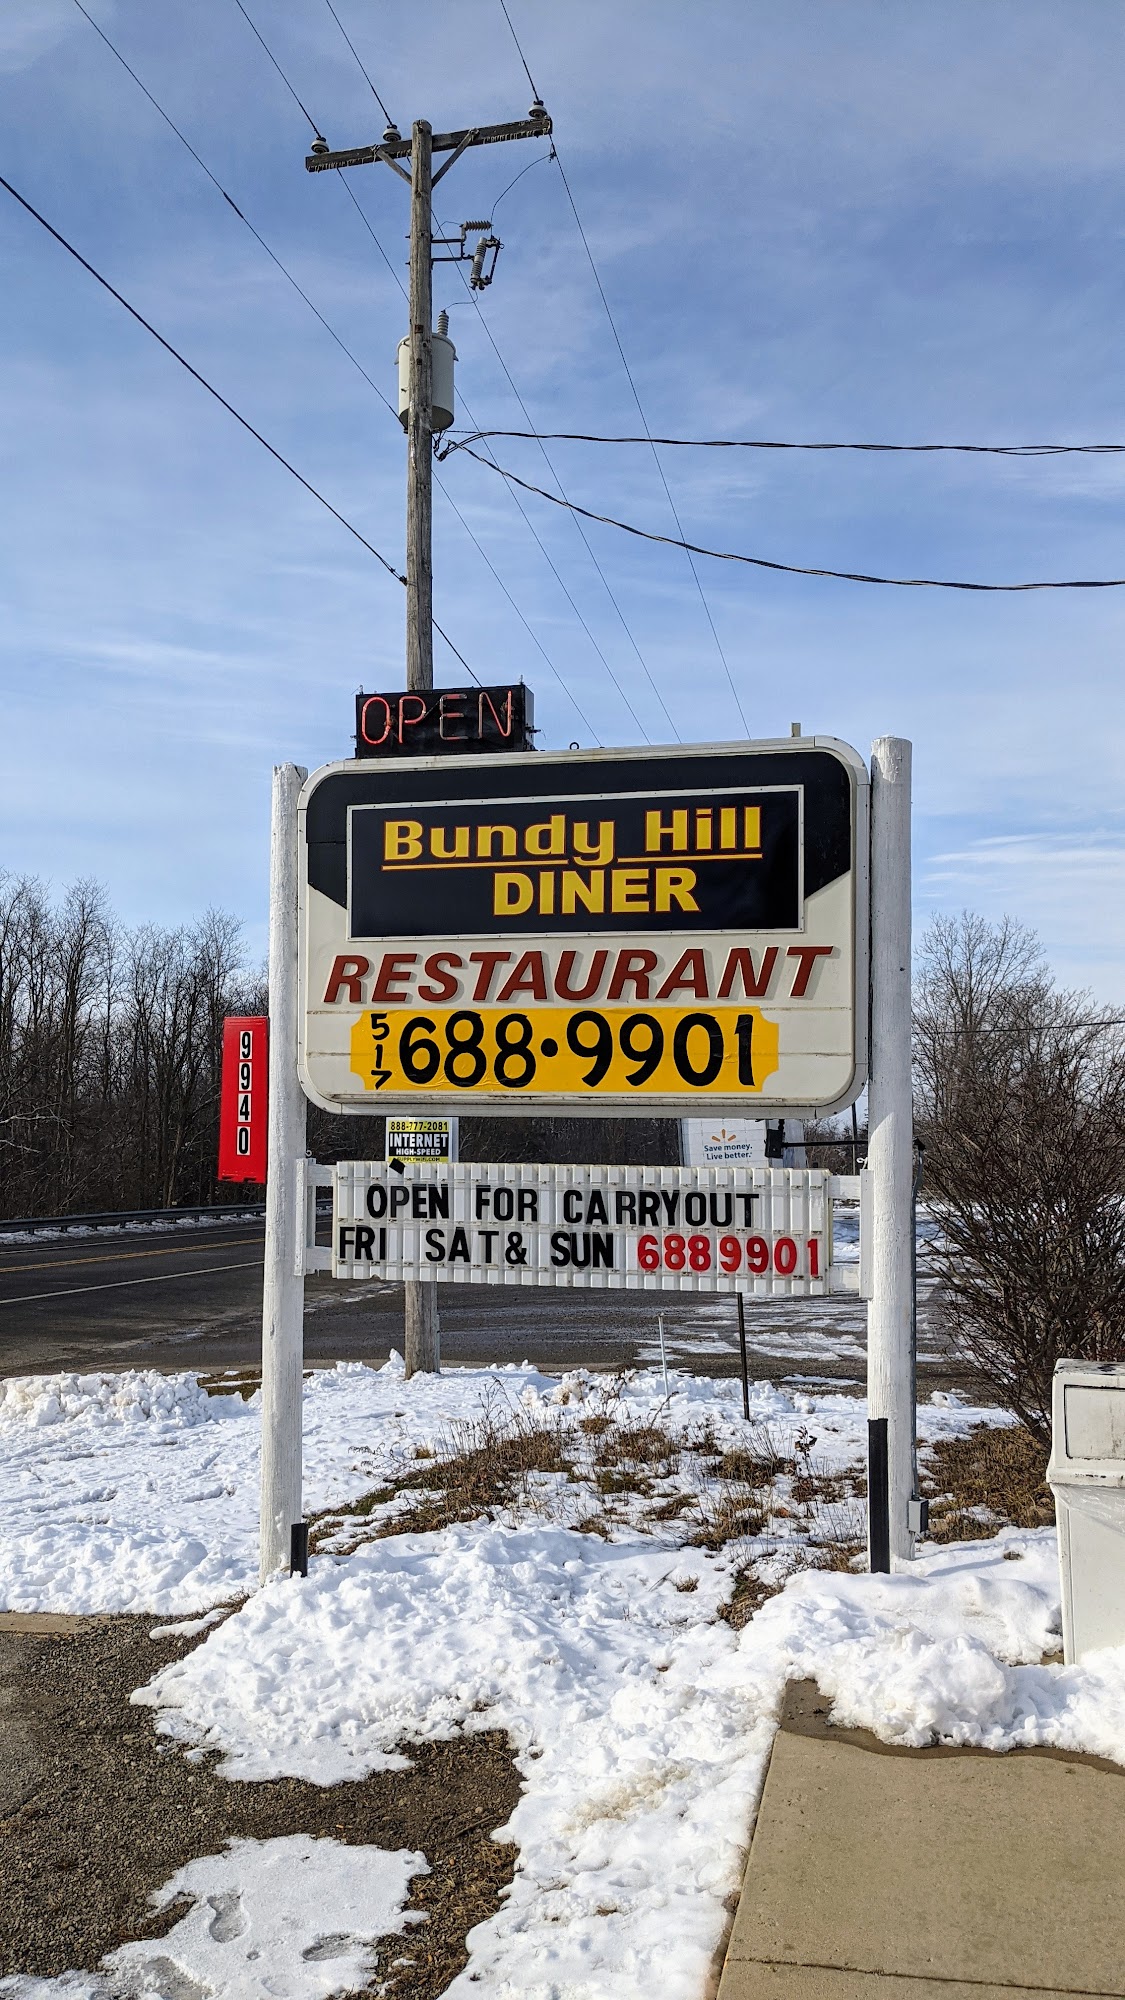 OPEN
Bundy Hill
DINER
RESTAURANT
517 688•9901
9940
888-777-2081
INTERNET
HIGH-SPEED
Save money.
Live better.
OPEN FOR CARRYOUT
FRI SAT& SUN 6889901